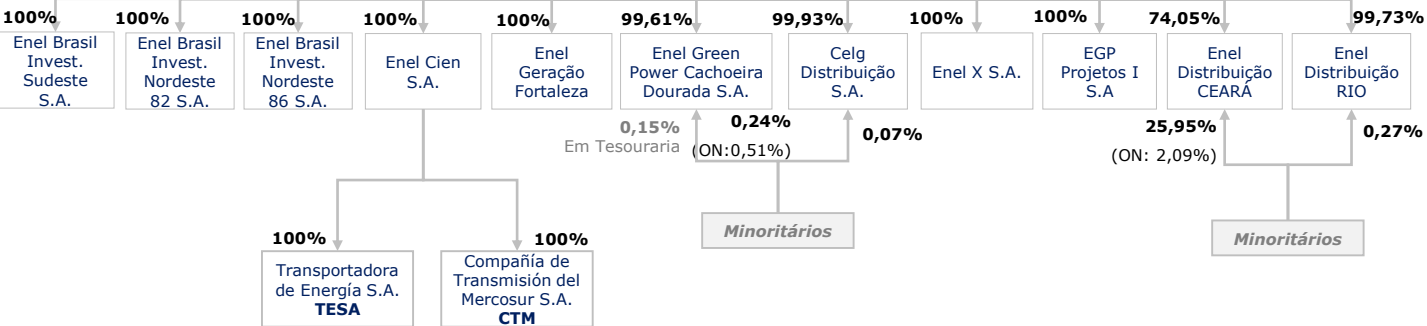 100% 100% 100% 100% 100% 99,61% 99,93% 100% 100% 74,05% 99,73%
Enel Brasil
Invest.
Sudeste
S.A.
Enel Brasil
Invest.
Nordeste
82 S.A.
Enel Brasil
Invest.
Nordeste
86 S.A.
Enel Cien
S.A.
Enel
Geração
Fortaleza
Enel Green
Power Cachoeira
Dourada S.A.
Celg
Distribuição
S.A.
Enel X S.A.
EGP
Projetos I
S.A
Enel
Distribuição
CEARÁ
Enel
Distribuição
RIO
0,15%
Em Tesouraria
0,24%
(ON:0,51%)
0,07%
25,95%
(ON: 2,09%)
0,27%
Minoritários
Minoritários
100%
Transportadora
de Energía S.A.
TESA
100%
Compañía de
Transmisión del
Mercosur S.A.
CTM